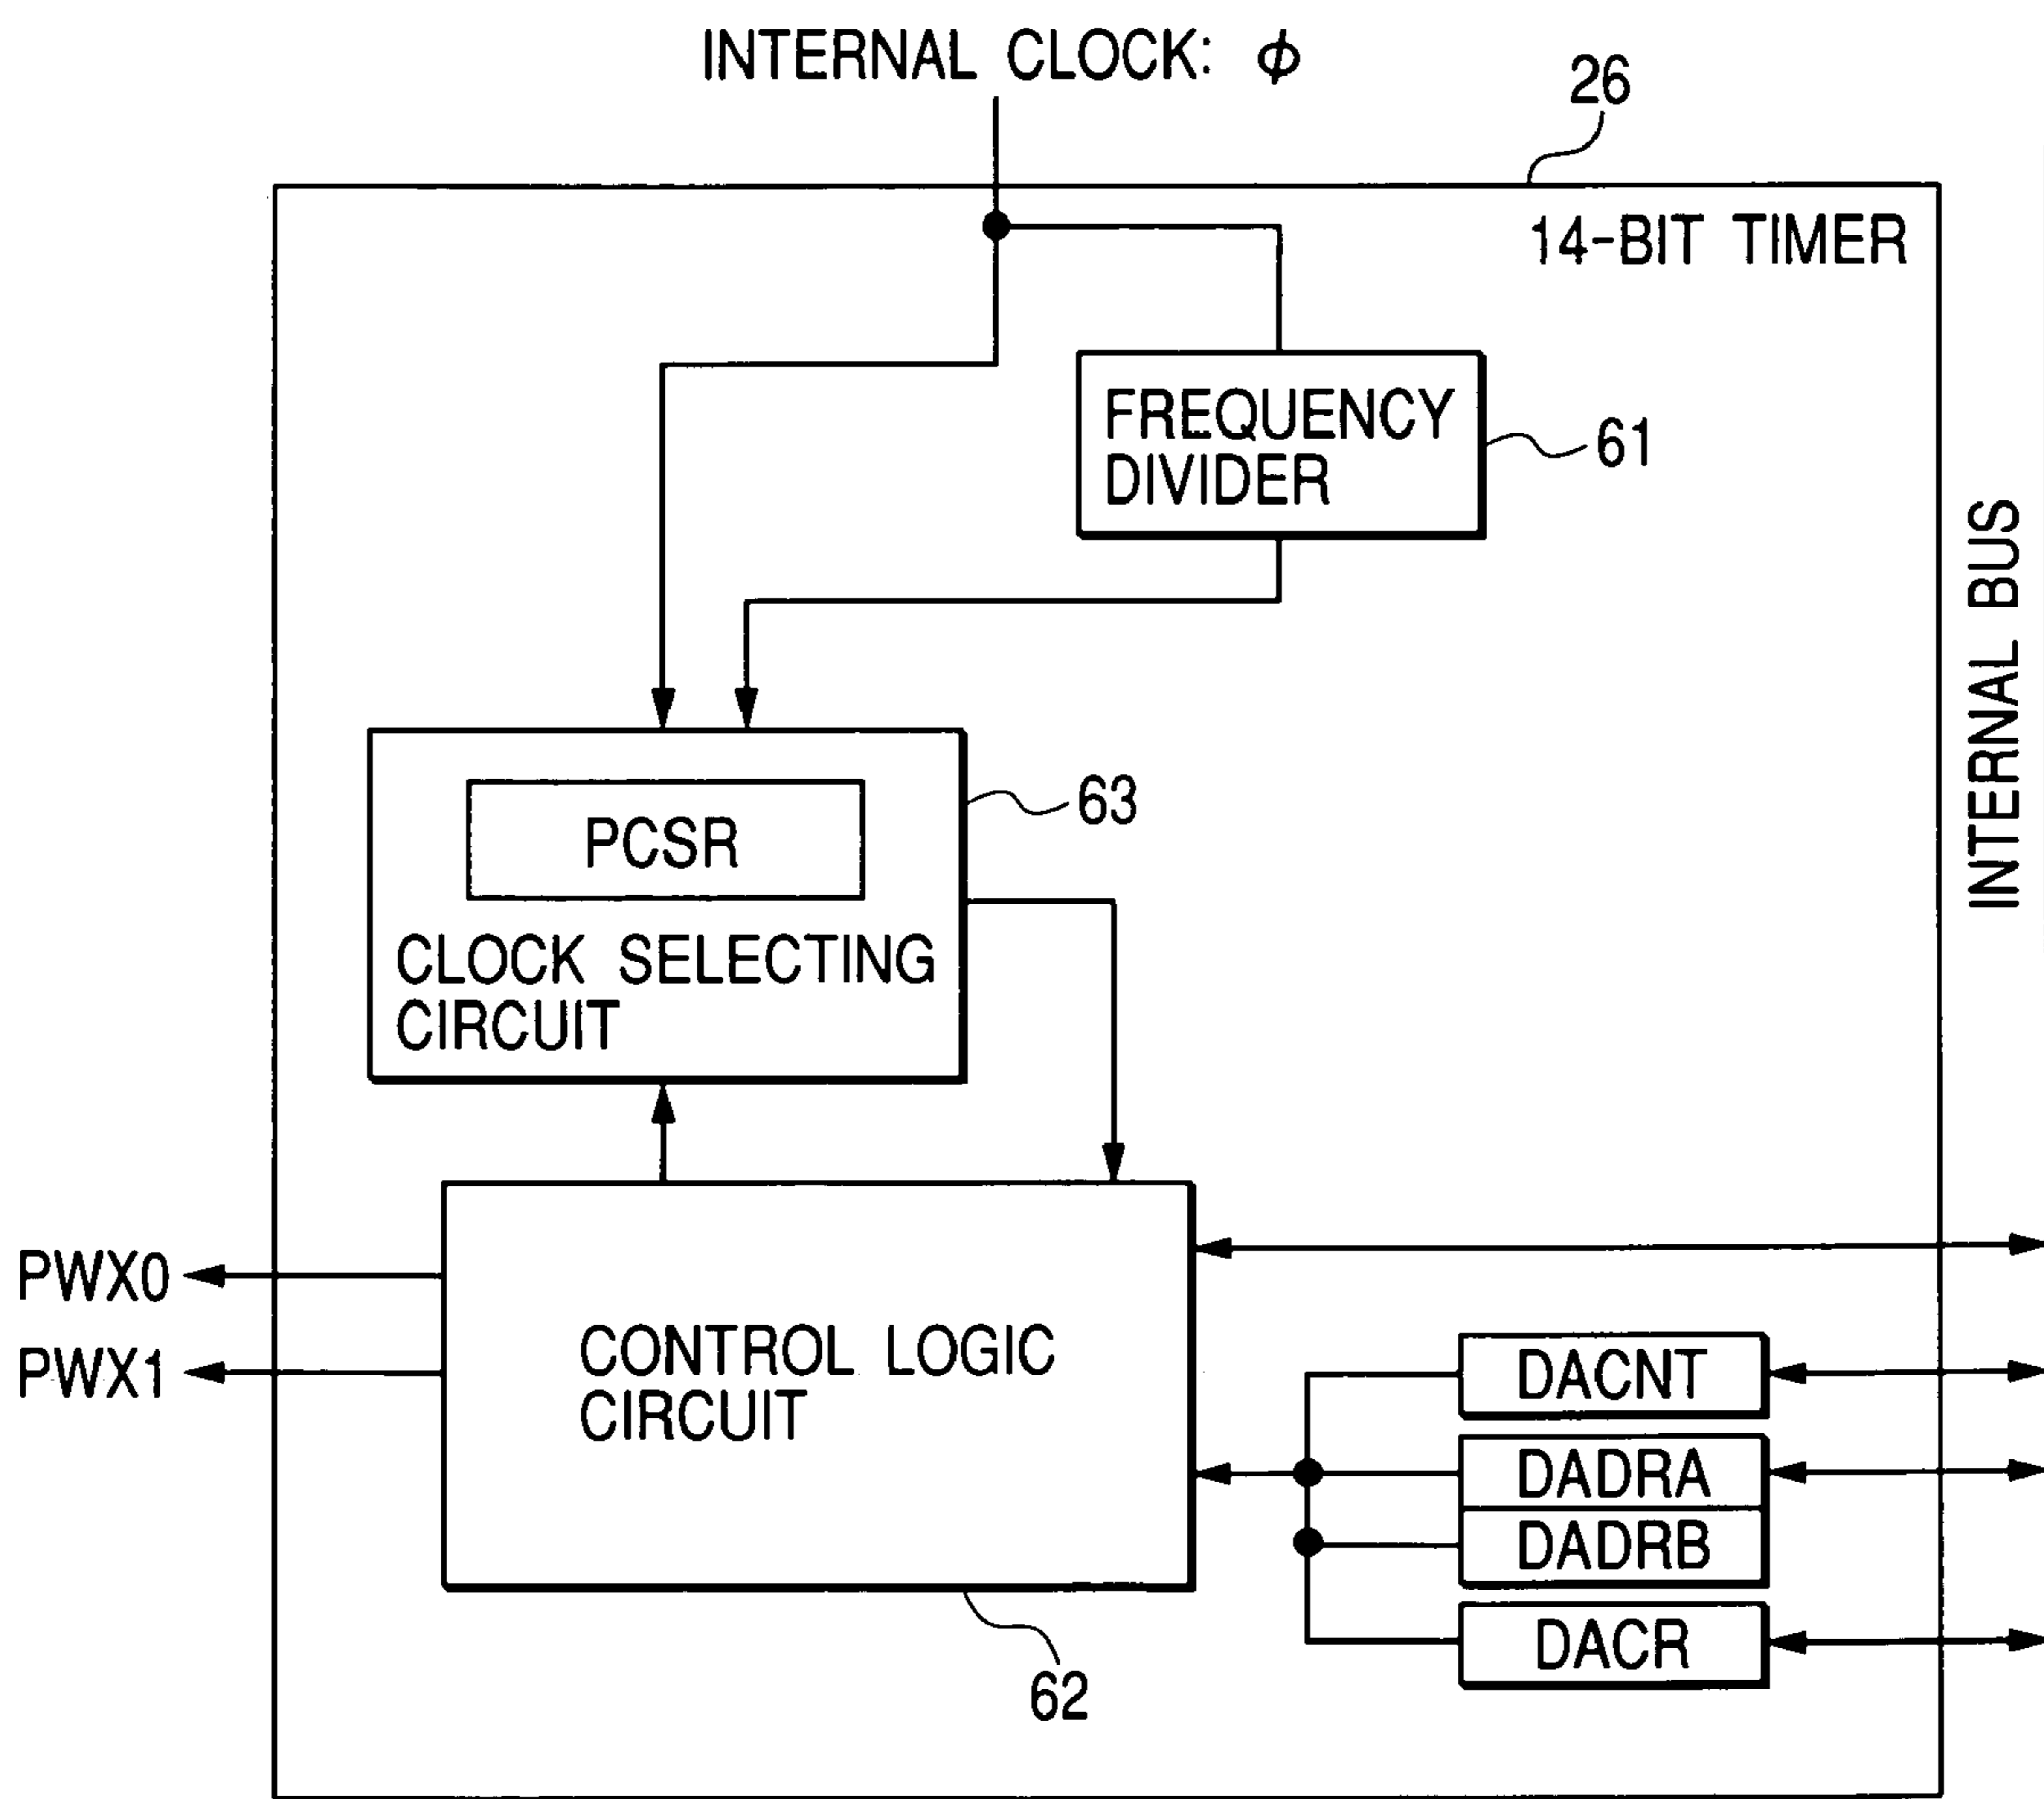 INTERNAL CLOCK: ϕ
26
14-BIT TIMER
FREQUENCY
DIVIDER
61
INTERNAL BUS
PCSR
63
CLOCK SELECTING
CIRCUIT
PWX0
PWX1
CONTROL LOGIC
CIRCUIT
DACNT
DADRA
DADRB
DACR
62